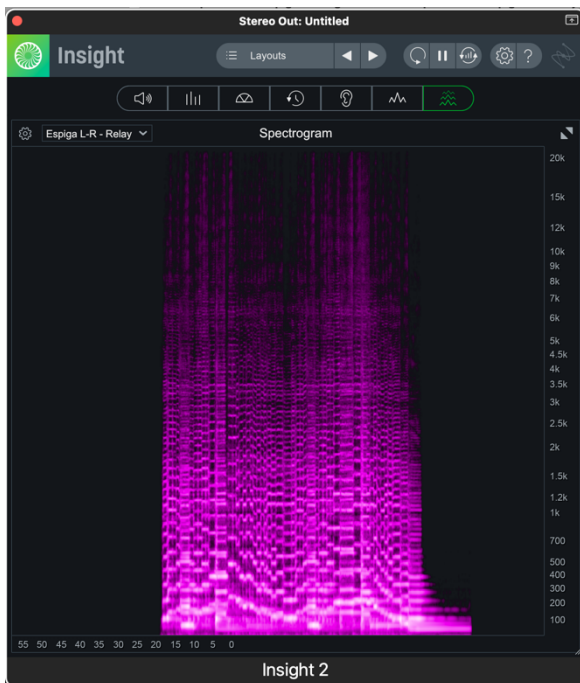 Stereo Out: Untitled
Insight
Layouts
?
Espiga L-R - Relay
Spectrogram
20k
15k
12k
10k
9k
8k
7k
6k
5k
4.5k
4k
3.5k
3k
2.5k
2k
1.5k
1.2k
1k
700
500
400
300
200
100
55 50 45 40 35 30 25 20 15 10 5 0
Insight 2